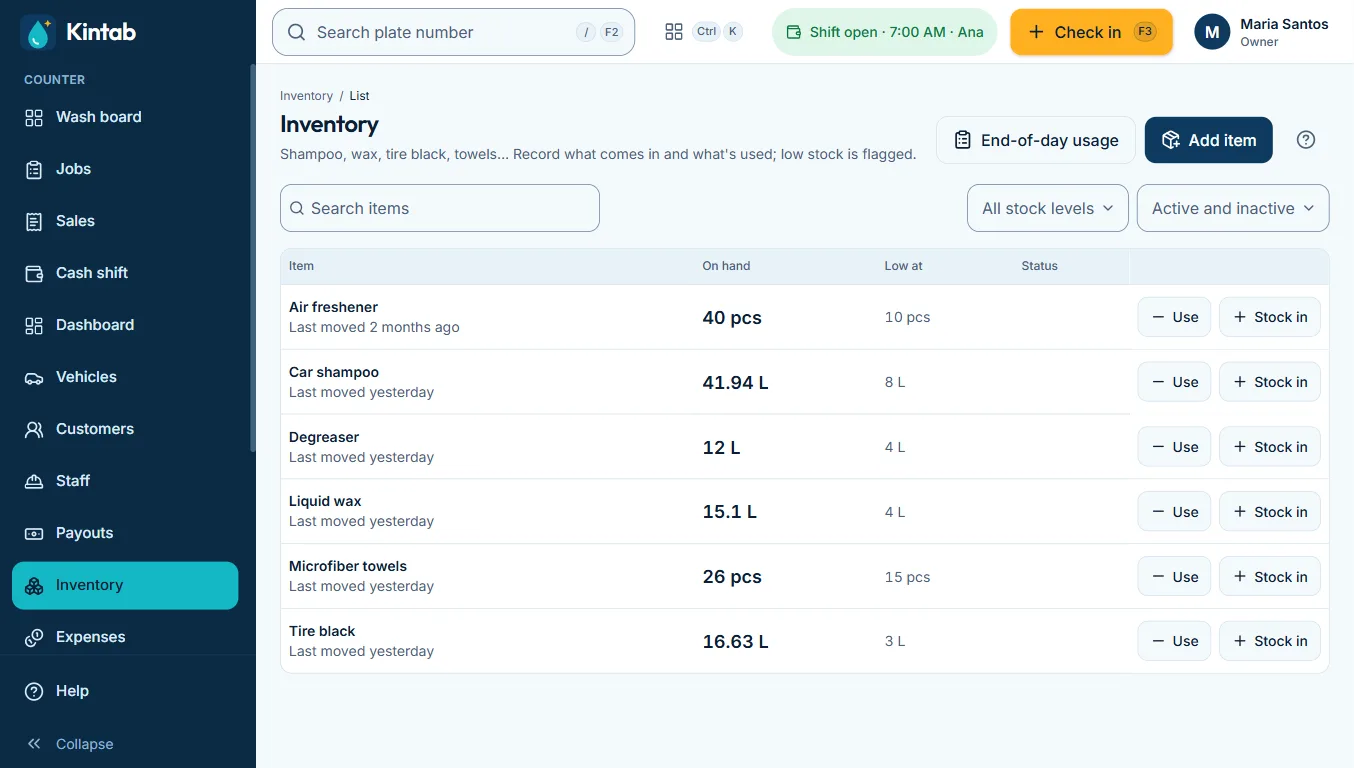 Kintab
Search plate number / F2
Ctrl K
Shift open · 7:00 AM · Ana
+ Check in F3
M
Maria Santos
Owner
COUNTER
Wash board
Jobs
Sales
Cash shift
Dashboard
Vehicles
Customers
Staff
Payouts
Inventory
Expenses
Help
Collapse
Inventory / List
Inventory
Shampoo, wax, tire black, towels... Record what comes in and what's used; low stock is flagged.
End-of-day usage
Add item
Search items
All stock levels
Active and inactive
Item On hand Low at Status
Air freshener
Last moved 2 months ago
40 pcs 10 pcs − Use + Stock in
Car shampoo
Last moved yesterday
41.94 L 8 L − Use + Stock in
Degreaser
Last moved yesterday
12 L 4 L − Use + Stock in
Liquid wax
Last moved yesterday
15.1 L 4 L − Use + Stock in
Microfiber towels
Last moved yesterday
26 pcs 15 pcs − Use + Stock in
Tire black
Last moved yesterday
16.63 L 3 L − Use + Stock in